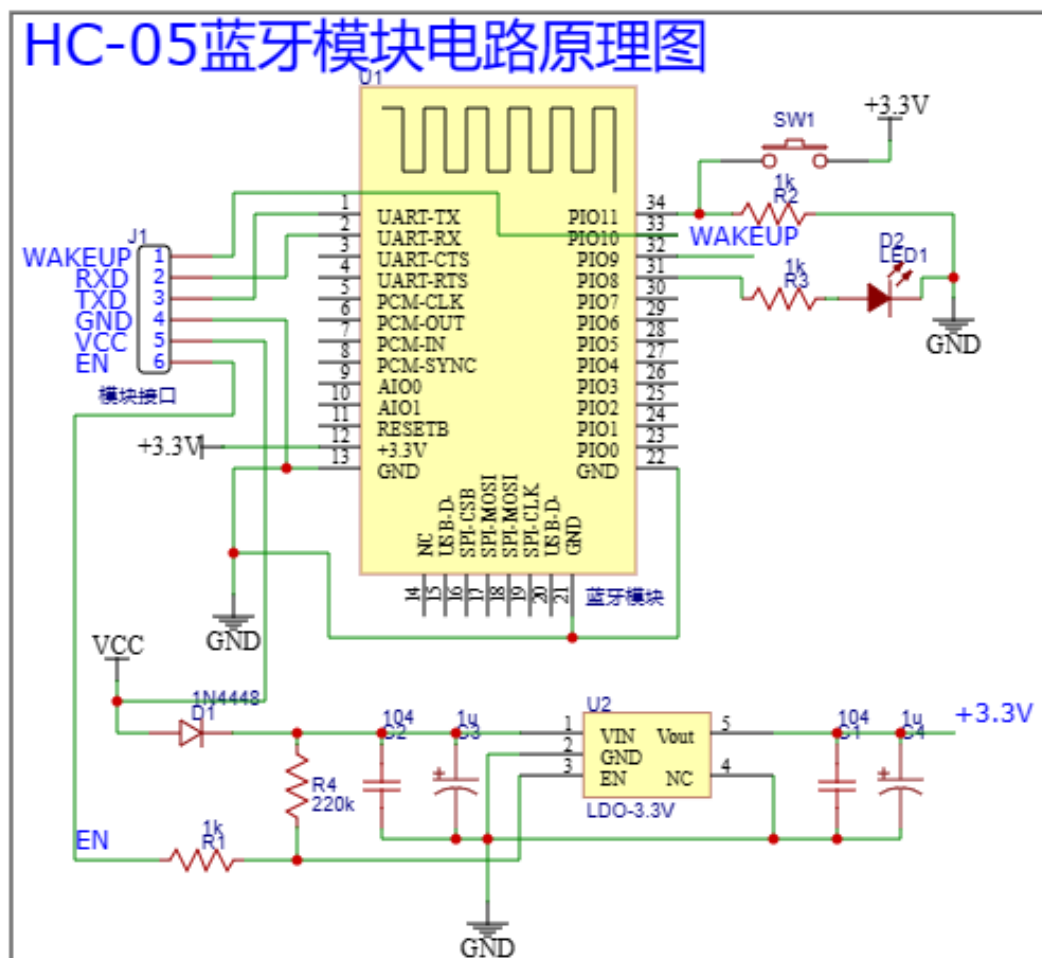 HC-05蓝牙模块电路原理图
U1
+3.3V
SW1
1
2
3
4
5
6
7
8
9
10
11
12
13
UART-TX
UART-RX
UART-CTS
UART-RTS
PCM-CLK
PCM-OUT
PCM-IN
PCM-SYNC
AIO0
AIO1
RESETB
+3.3V
GND
PIO11
PIO10
PIO9
PIO8
PIO7
PIO6
PIO5
PIO4
PIO3
PIO2
PIO1
PIO0
GND
34
33
32
31
30
29
28
27
26
25
24
23
22
1k
R2
WAKEUP
D2
LED1
1k
R3
GND
J1
WAKEUP 1
RXD 2
TXD 3
GND 4
VCC 5
EN 6
模块接口
+3.3V
NC
USB-D-
SPI-CSB
SPI-MOSI
SPI-MOSI
SPI-CLK
USB-D-
GND
14
15
16
17
18
19
20
21
蓝牙模块
GND
VCC
1N4448
D1
104
C2
1u
C3
U2
1
2
3
VIN
GND
EN
Vout
NC
5
4
LDO-3.3V
104
C1
1u
C4
+3.3V
R4
220k
EN
1k
R1
GND